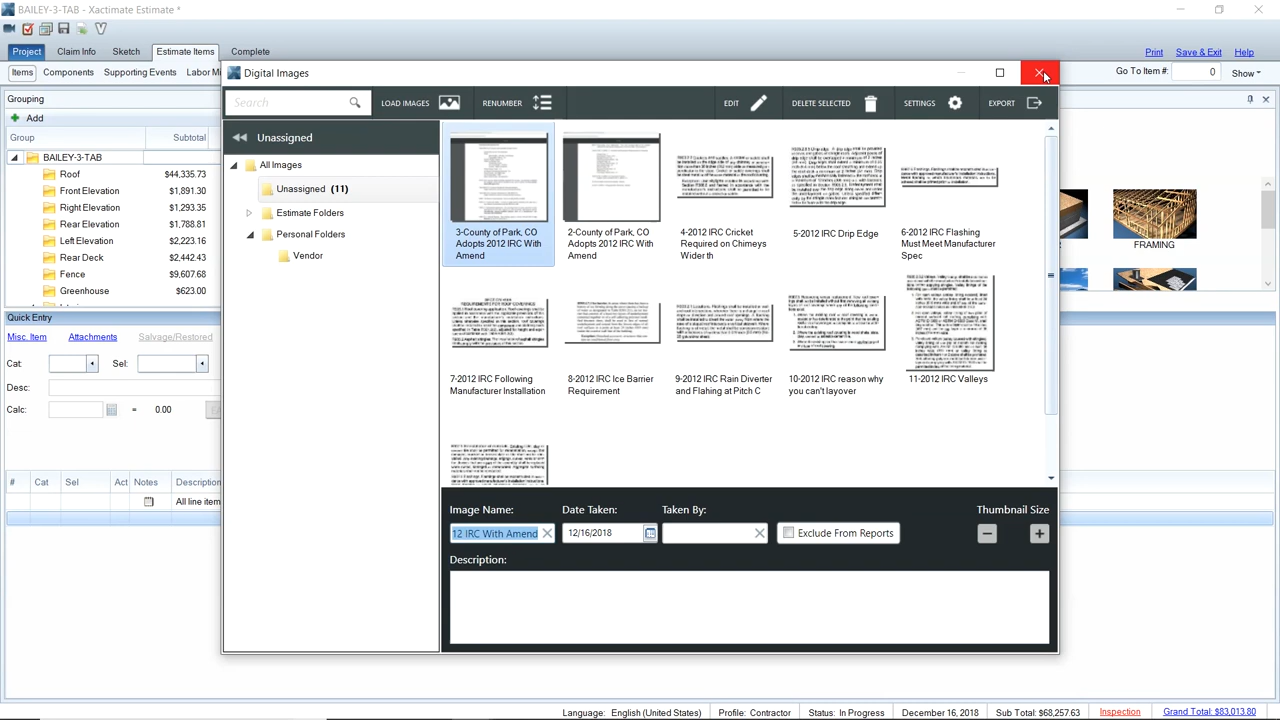 BAILEY-3-TAB - Xactimate Estimate *
Project Claim Info Sketch Estimate Items Complete
Print Save & Exit Help
Items Components Supporting Events Labor Mi
Go To Item #: 0 Show
Digital Images
Grouping
Add
Group Subtotal
BAILEY-3-TAB
Roof $44,335.73
Front Elevation $1,891.32
Right $1,293.35
Rear Elevation $1,788.81
Left Elevation $2,223.16
Rear Deck $2,442.43
Fence $9,607.68
Greenhouse $623.03
Quick Entry
Misc. Item Attachments
Cat: Sel:
Desc:
Calc: = 0.00
# Cat Sel Act Notes Description
All line item
Search
LOAD IMAGES RENUMBER EDIT DELETE SELECTED SETTINGS EXPORT
Unassigned
All Images
Unassigned (11)
Estimate Folders
Personal Folders
Vendor
3-County of Park, CO
Adopts 2012 IRC With
Amend
2-County of Park, CO
Adopts 2012 IRC With
Amend
4-2012 IRC Cricket
Required on Chimeys
Wider th
5-2012 IRC Drip Edge
6-2012 IRC Flashing
Must Meet Manufacturer
Spec
7-2012 IRC Following
Manufacturer Installation
8-2012 IRC Ice Barrier
Requirement
9-2012 IRC Rain Diverter
and Flahing at Pitch C
10-2012 IRC reason why
you can't layover
11-2012 IRC Valleys
Image Name: Date Taken: Taken By: Thumbnail Size
12 IRC With Amend 12/16/2018 Exclude From Reports
Description:
FRAMING
Language: English (United States) Profile: Contractor Status: In Progress December 16, 2018 Sub Total: $68,257.63 Inspection Grand Total: $83,013.80